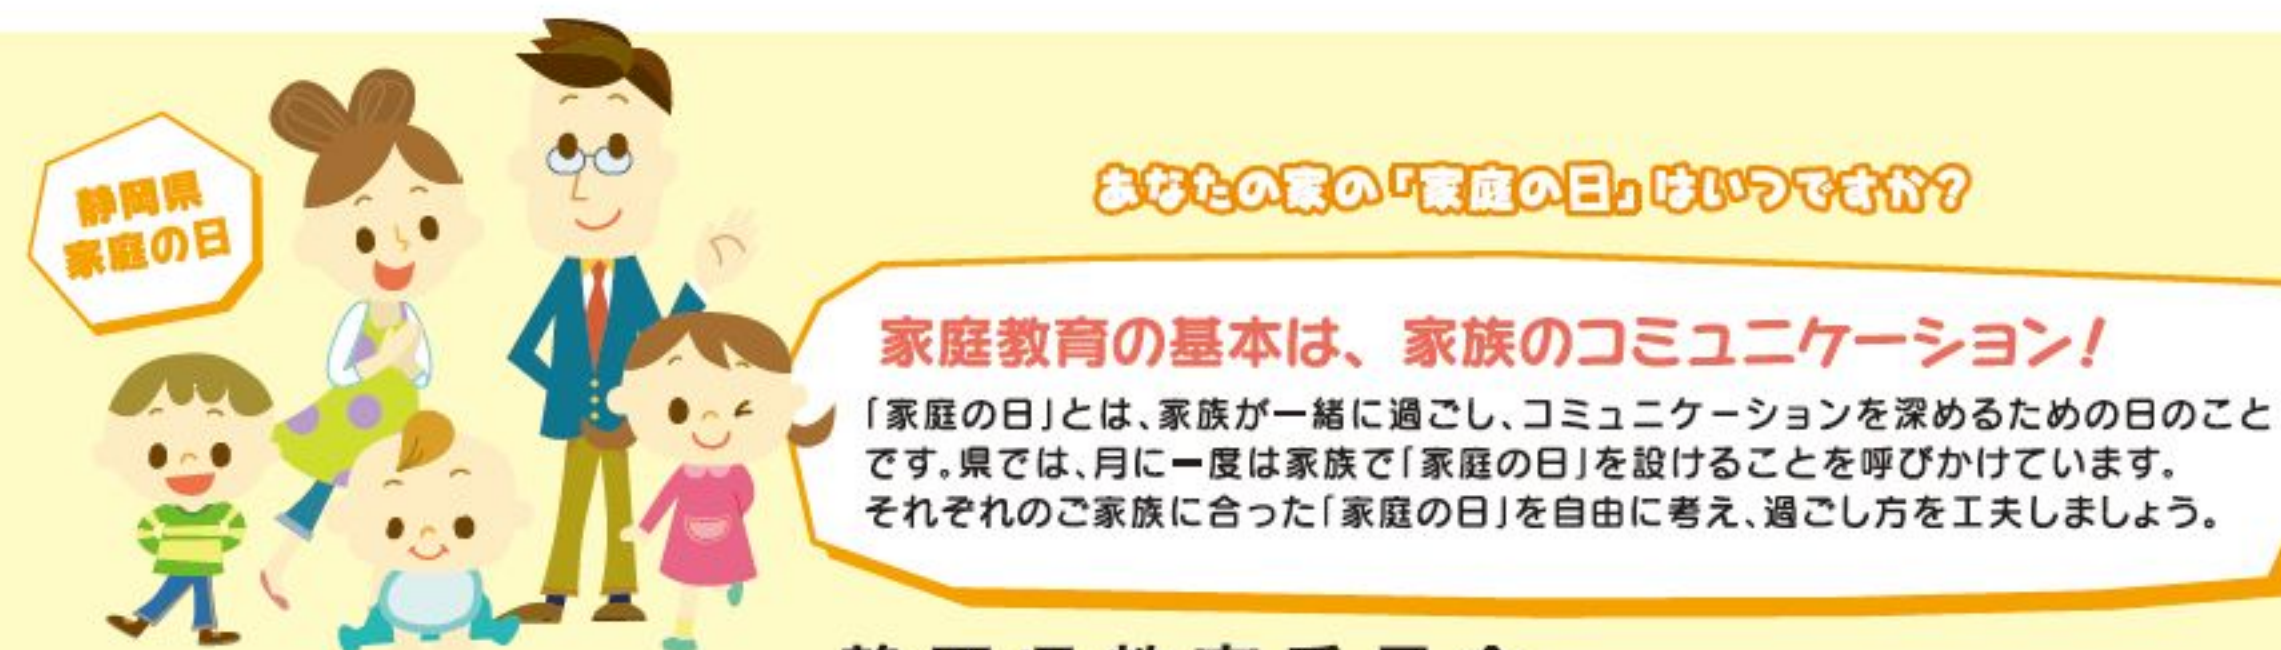 静岡県
家庭の日
あなたの家の「家庭の日」はいつですか？
家庭教育の基本は、家族のコミュニケーション！
「家庭の日」とは、家族が一緒に過ごし、コミュニケーションを深めるための日のこと
です。県では、月に一度は家族で「家庭の日」を設けることを呼びかけています。
それぞれのご家族に合った「家庭の日」を自由に考え、過ごし方を工夫しましょう。